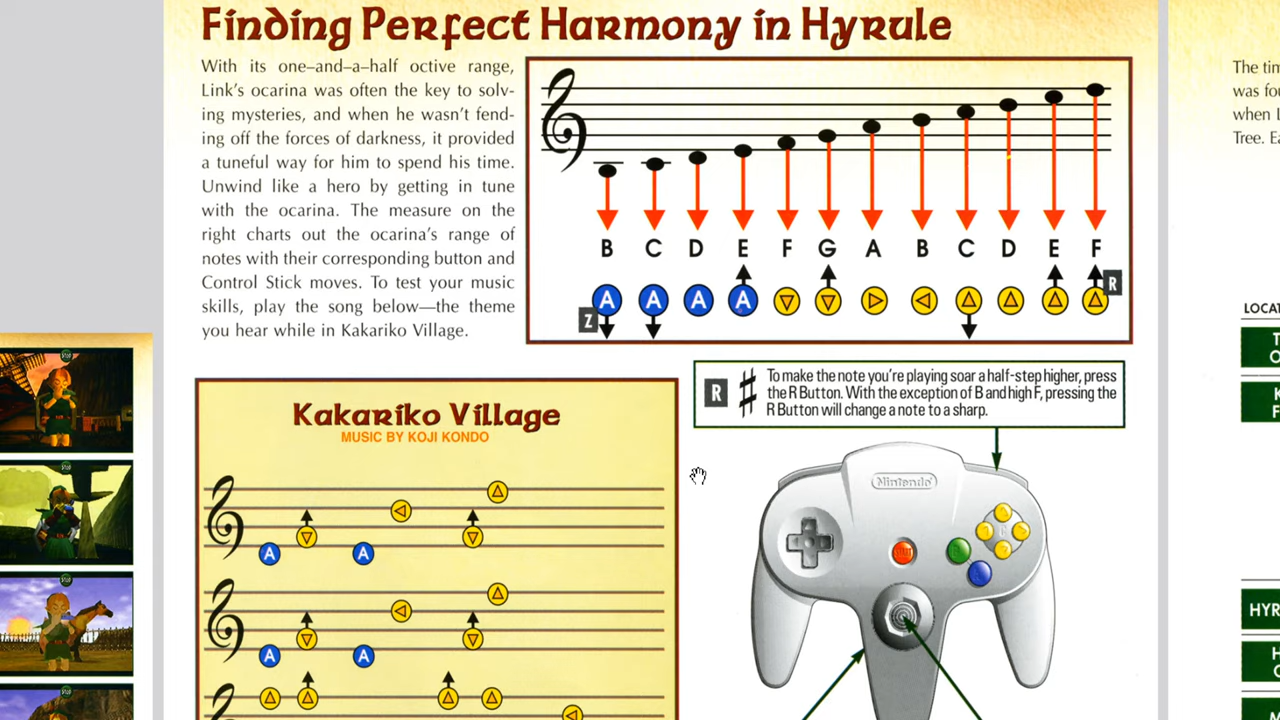 Finding Perfect Harmony in Hyrule
With its one–and–a–half octive range,
Link's ocarina was often the key to solv-
ing mysteries, and when he wasn't fend-
ing off the forces of darkness, it provided
a tuneful way for him to spend his time.
Unwind like a hero by getting in tune
with the ocarina. The measure on the
right charts out the ocarina's range of
notes with their corresponding button and
Control Stick moves. To test your music
skills, play the song below—the theme
you hear while in Kakariko Village.
B C D E F G A B C D E F
A A A A
Z
R
R
To make the note you're playing soar a half-step higher, press
the R Button. With the exception of B and high F, pressing the
R Button will change a note to a sharp.
Kakariko Village
MUSIC BY KOJI KONDO
A A
A A
Nintendo
START
B
A
C
The tim
was fou
when L
Tree. Ea
LOCAT
T
O
K
F
HYR
H
C